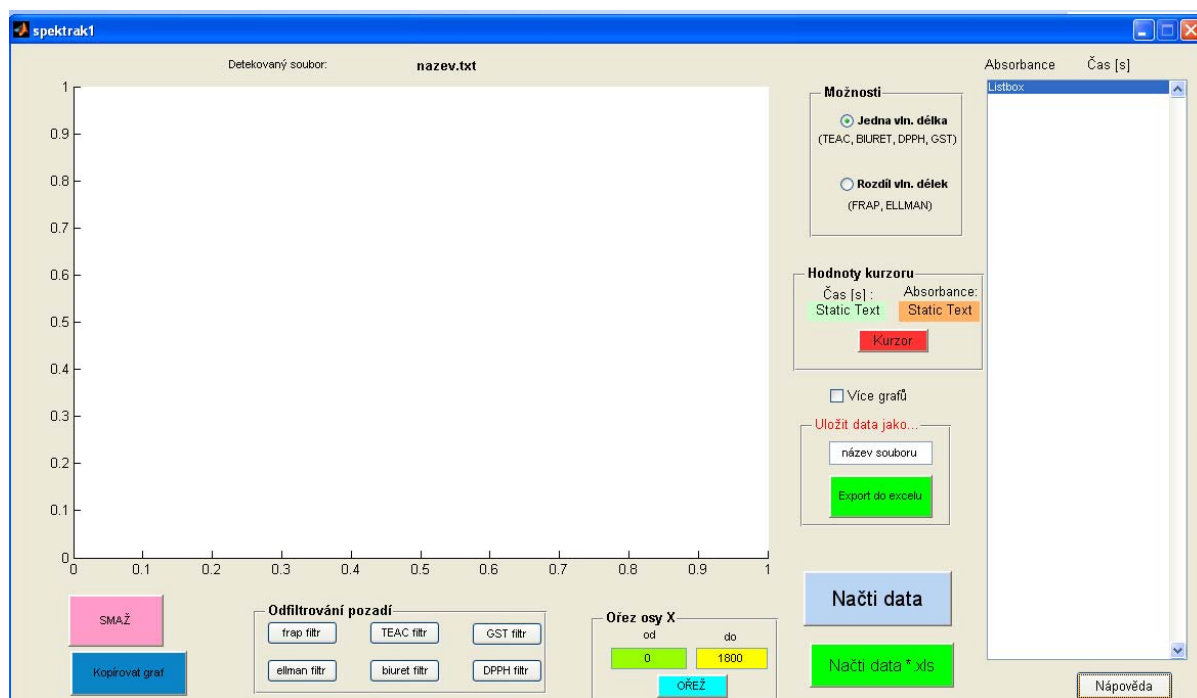 spektrak1
Detekovaný soubor: nazev.txt
1
0.9
0.8
0.7
0.6
0.5
0.4
0.3
0.2
0.1
0
0 0.1 0.2 0.3 0.4 0.5 0.6 0.7 0.8 0.9 1
SMAŽ
Kopírovat graf
Odfiltrování pozadí
frap filtr TEAC filtr GST filtr
ellman filtr biuret filtr DPPH filtr
Ořez osy X
od do
0 1800
OŘEŽ
Možnosti
Jedna vln. délka
(TEAC, BIURET, DPPH, GST)
Rozdíl vln. délek
(FRAP, ELLMAN)
Hodnoty kurzoru
Čas [s] : Absorbance:
Static Text Static Text
Kurzor
Více grafů
Uložit data jako...
název souboru
Export do excelu
Načti data
Načti data *.xls
Absorbance Čas [s]
Listbox
Nápověda